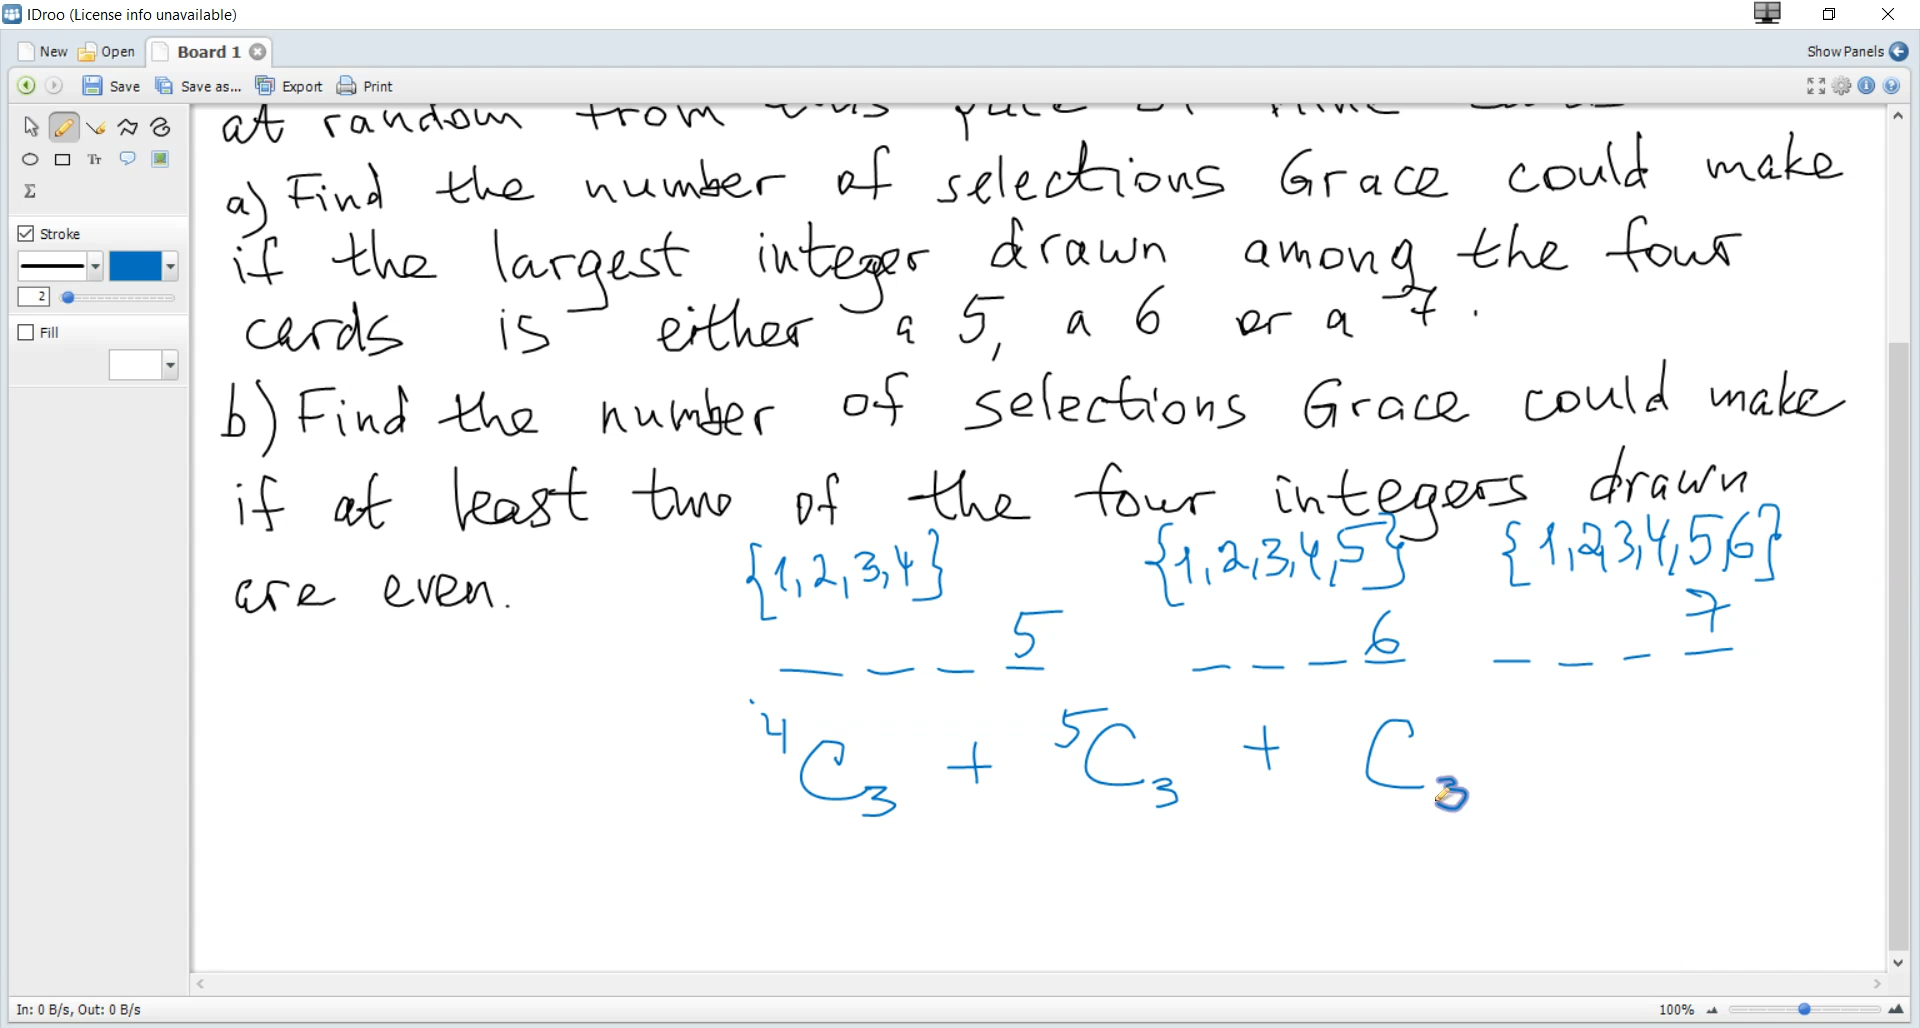 IDroo (License info unavailable)
New Open Board 1 Show Panels
Save Save as... Export Print
at random from this of
a) Find the number of selections Grace could make
if the largest integer drawn among the four
cards is either a 5, a 6 or a 7.
b) Find the number of selections Grace could make
if at least two of the four integers drawn
are even.
{1,2,3,4} {1,2,3,4,5} {1,2,3,4,5,6}
_ _ _ 5 _ _ _ 6 _ _ _ 7
⁴C₃ + ⁵C₃ + C₃
Tт
Σ
Stroke
2
Fill
In: 0 B/s, Out: 0 B/s 100%